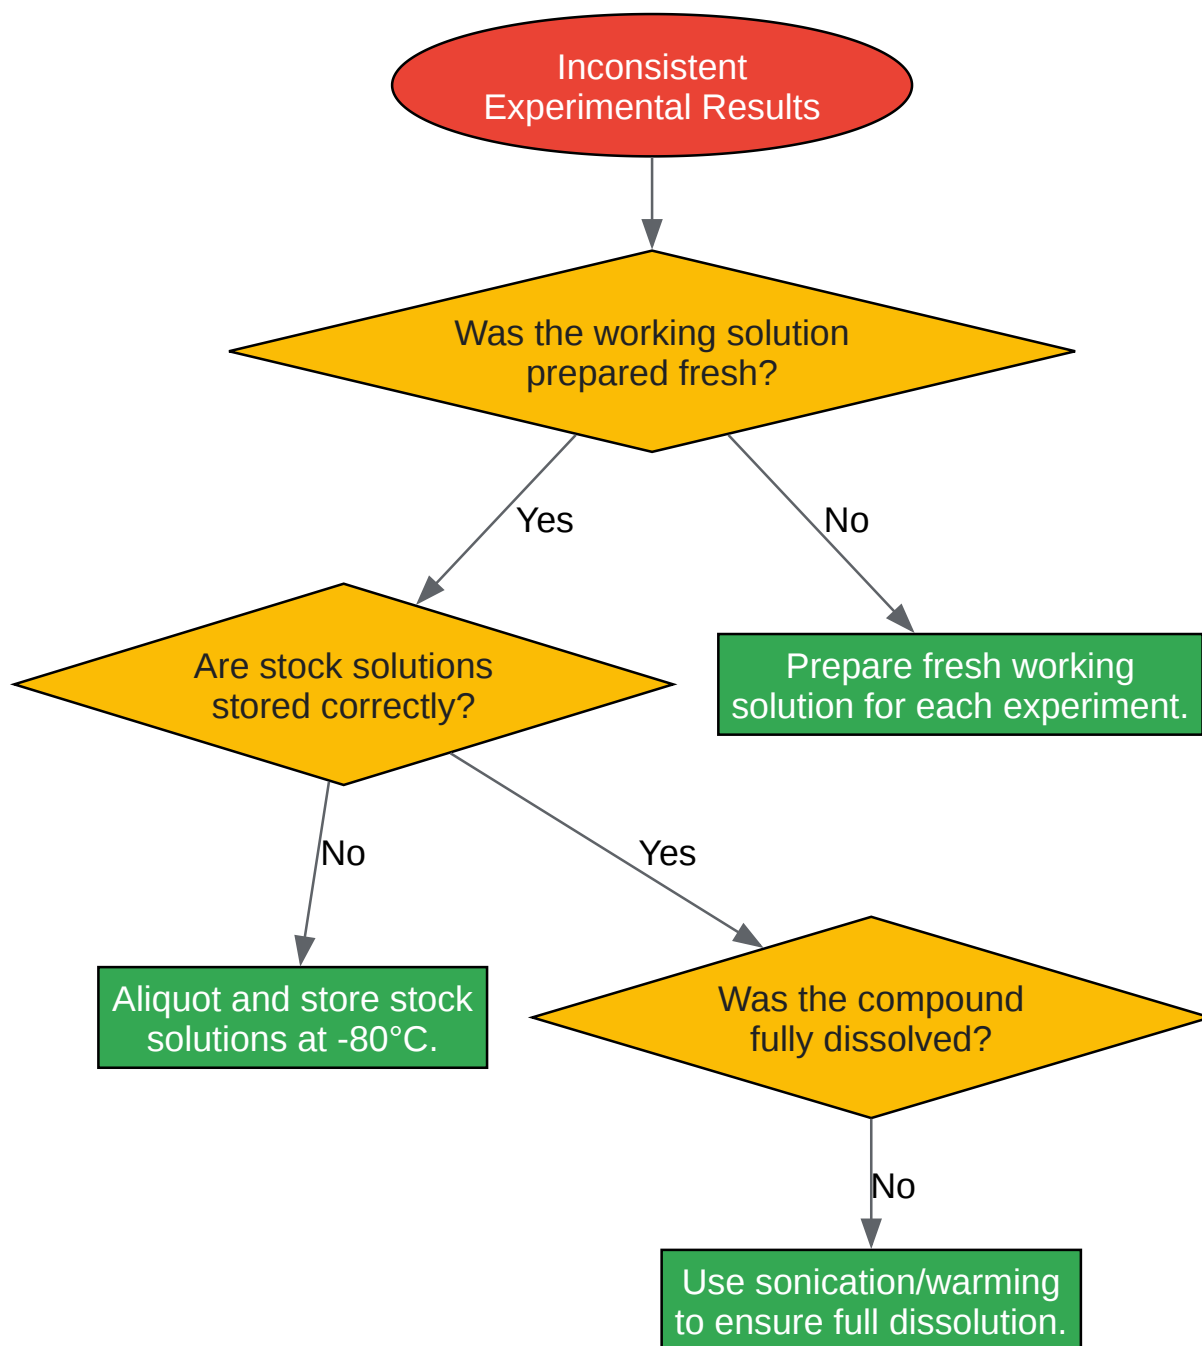 Inconsistent
Experimental Results
Was the working solution
prepared fresh?
Yes
No
Are stock solutions
stored correctly?
Prepare fresh working
solution for each experiment.
No
Yes
Aliquot and store stock
solutions at -80°C.
Was the compound
fully dissolved?
No
Use sonication/warming
to ensure full dissolution.